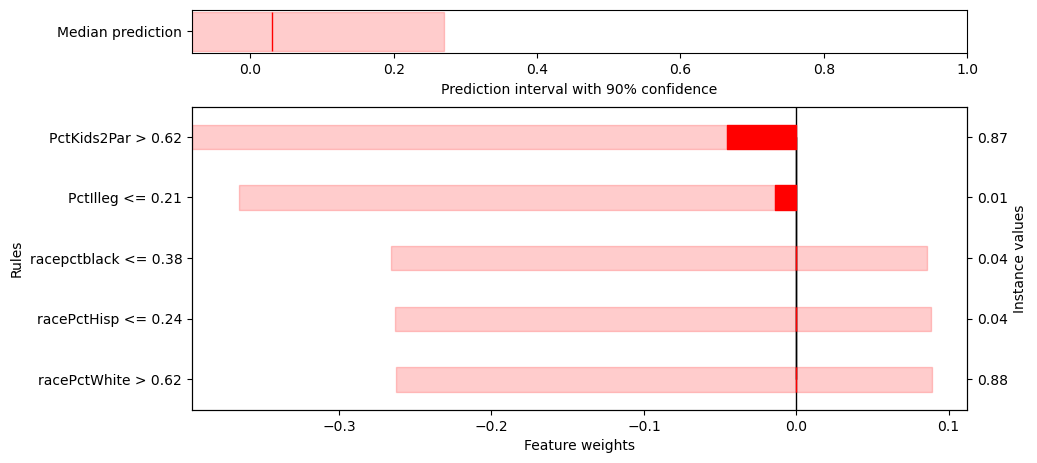 Median prediction
0.0 0.2 0.4 0.6 0.8 1.0
Prediction interval with 90% confidence
PctKids2Par > 0.62 0.87
PctIlleg <= 0.21 0.01
racepctblack <= 0.38 0.04
racePctHisp <= 0.24 0.04
racePctWhite > 0.62 0.88
Rules
Instance values
−0.3 −0.2 −0.1 0.0 0.1
Feature weights